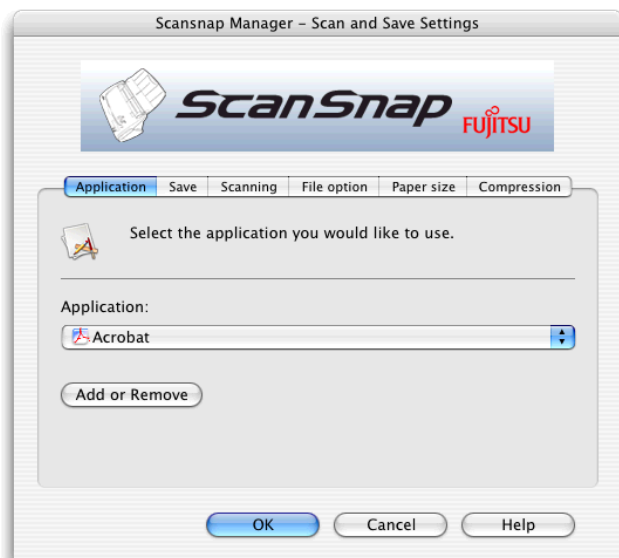 Scansnap Manager – Scan and Save Settings
ScanSnap FUJITSU
Application Save Scanning File option Paper size Compression
Select the application you would like to use.
Application:
Acrobat
Add or Remove
OK Cancel Help